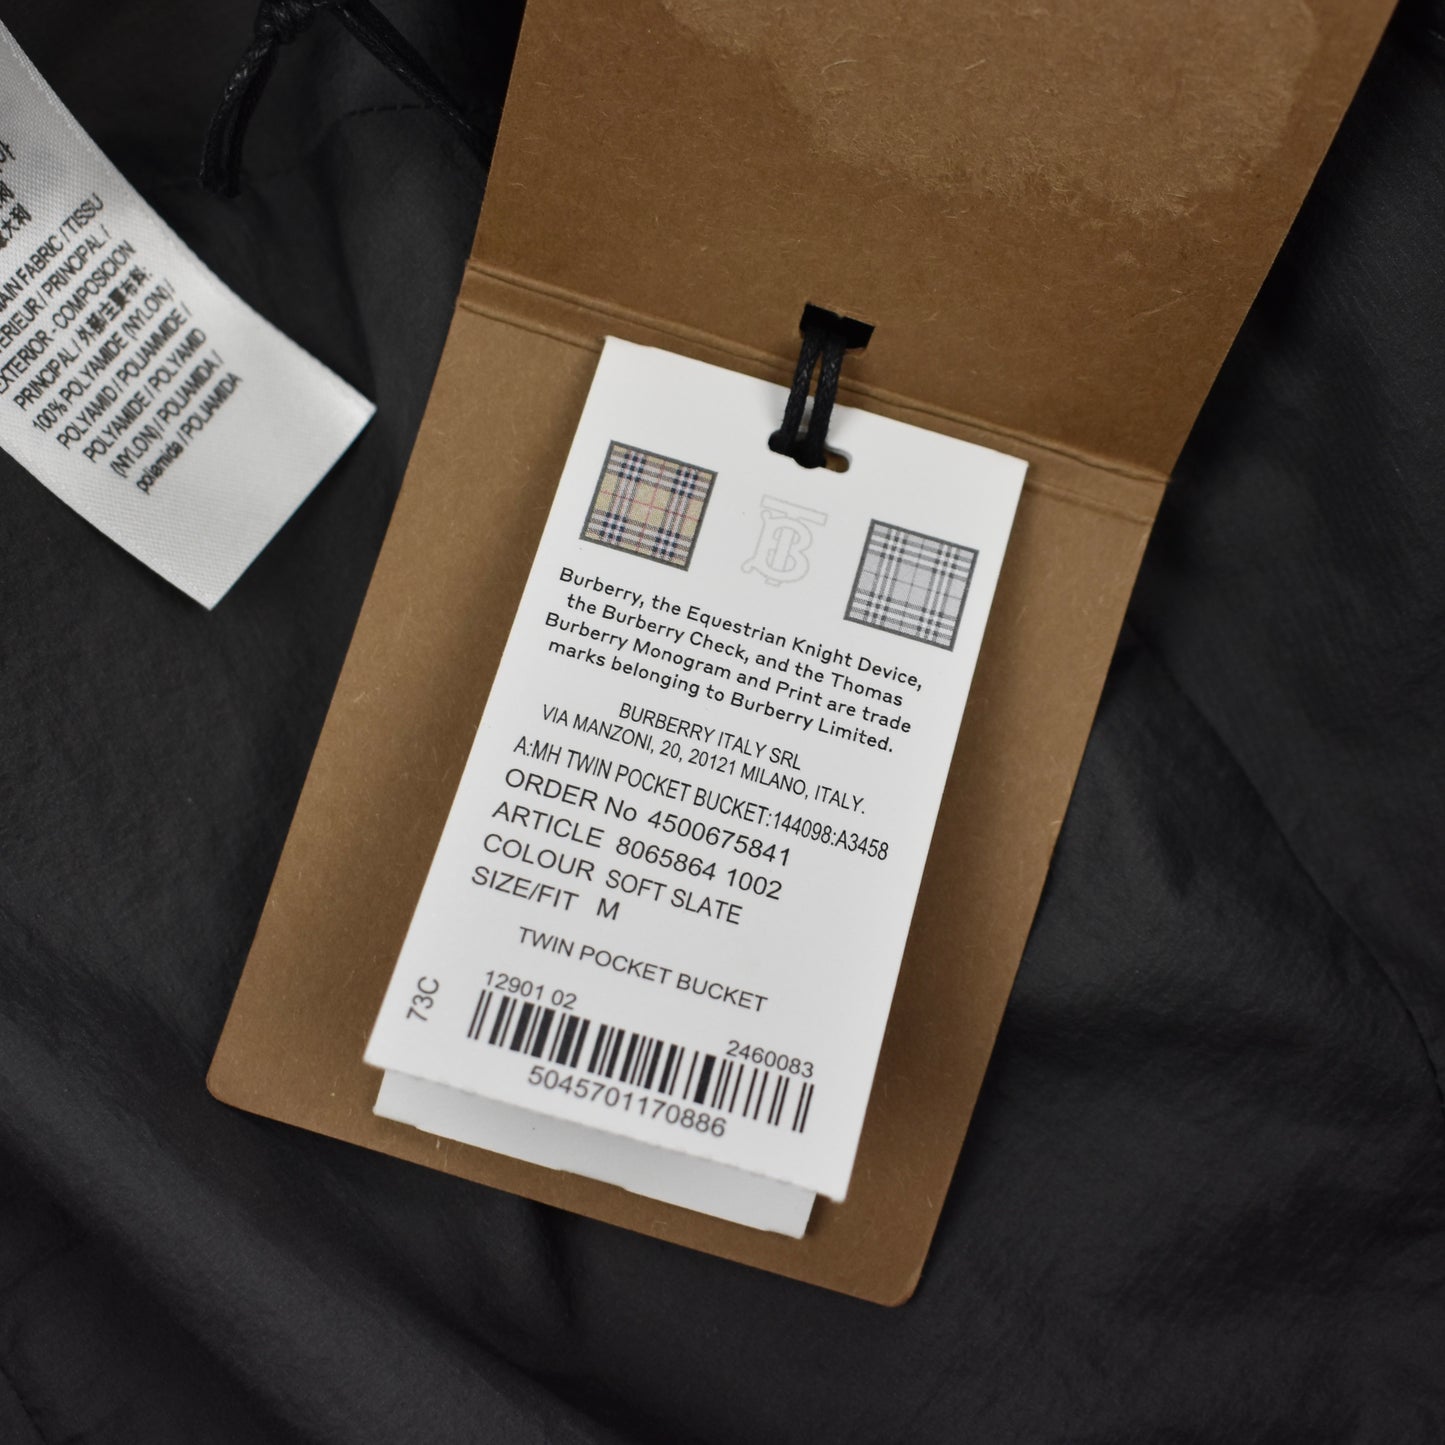 MAIN FABRIC / TISSU
PRINCIPAL /
EXTERIOR - COMPOSICION
PRINCIPAL / 外部/主要布料:
100% POLYAMIDE (NYLON) /
POLYAMID / POLIAMMIDE /
POLYAMIDE / POLYAMID
(NYLON) / POLIAMIDA /
poliamida / POLIAMIDA
Burberry, the Equestrian Knight Device,
the Burberry Check, and the Thomas
Burberry Monogram and Print are trade
marks belonging to Burberry Limited.
BURBERRY ITALY SRL
VIA MANZONI, 20, 20121 MILANO, ITALY.
A:MH TWIN POCKET BUCKET:144098:A3458
ORDER No 4500675841
ARTICLE 8065864 1002
COLOUR SOFT SLATE
SIZE/FIT M
TWIN POCKET BUCKET
73C
12901 02
2460083
5045701170886